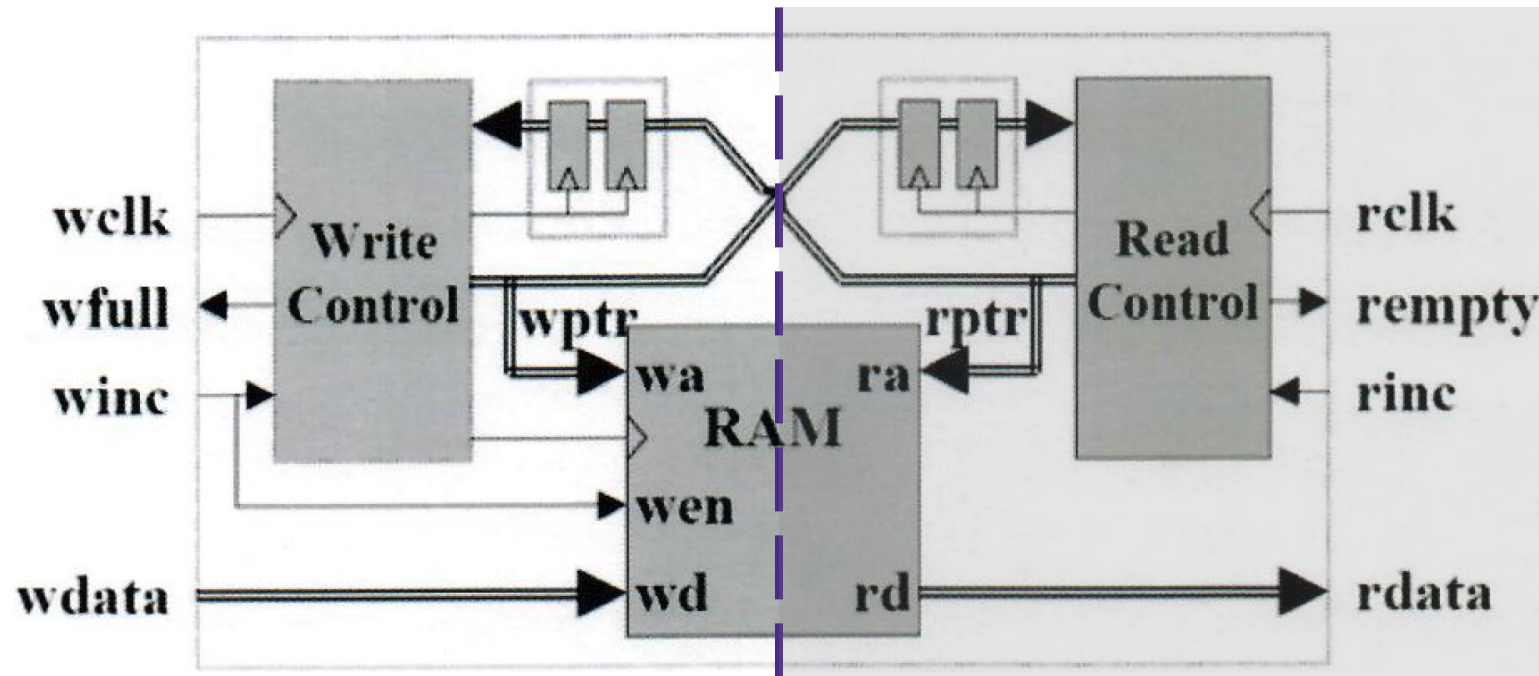 wclk
wfull
winc
wdata
Write
Control
wptr
rptr
wa
ra
RAM
wen
wd
rd
Read
Control
rclk
rempty
rinc
rdata